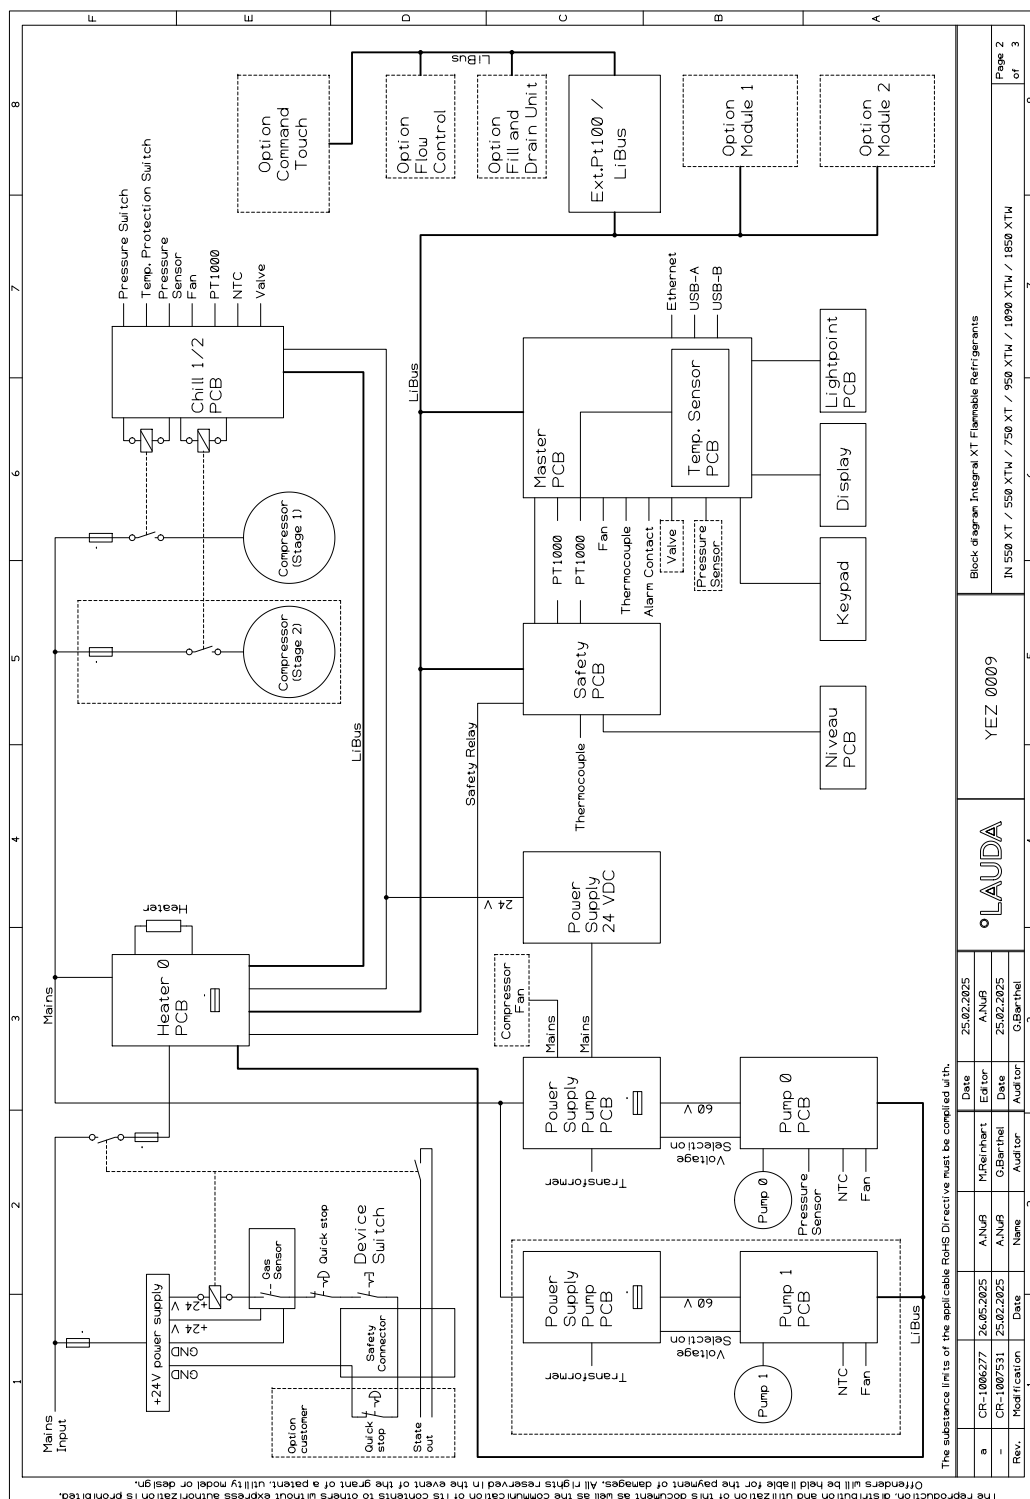 F
E
D
C
B
A
8
7
6
5
4
3
2
1
Option
Command
Touch
LiBus
Option
Flow
Control
Option
Fill and
Drain Unit
Ext.Pt100 /
LiBus
Option
Module 1
Option
Module 2
Pressure Switch
Temp. Protection Switch
Pressure
Sensor
Fan
PT1000
NTC
Valve
Chill 1/2
PCB
LiBus
LiBus
Ethernet
USB-A
USB-B
Master
PCB
Temp. Sensor
PCB
Lightpoint
PCB
Display
Keypad
PT1000
PT1000
Fan
Thermocouple
Alarm Contact
Valve
Pressure
Sensor
Compressor
(Stage 1)
Compressor
(Stage 2)
LiBus
Safety Relay
Safety
PCB
Thermocouple
Niveau
PCB
Heater
Mains
Heater 0
PCB
24 V
Power
Supply
24 VDC
Compressor
Fan
Mains
Mains
Power
Supply
Pump
PCB
60 V
Voltage
Selection
Pump 0
PCB
Transformer
Pump 0
Pressure
Sensor
NTC
Fan
Power
Supply
Pump
PCB
60 V
Voltage
Selection
Pump 1
PCB
Transformer
Pump 1
NTC
Fan
LiBus
Mains
Input
+24V power supply
+24 V
+24 V
GND
GND
Gas
Sensor
Quick stop
Device
Switch
Safety
Connector
Option
customer
Quick
stop
State
out
The substance limits of the applicable RoHS Directive must be complied with.
a
CR-1006277
26.05.2025
A.Nuß
M.Reinhart
-
CR-1007531
25.02.2025
A.Nuß
G.Barthel
Rev.
Modification
Date
Name
Auditor
Date
25.02.2025
Editor
A.Nuß
Date
25.02.2025
Auditor
G.Barthel
LAUDA
YEZ 0009
Block diagram Integral XT Flammable Refrigerants
IN 550 XT / 550 XTW / 750 XT / 950 XTW / 1090 XTW / 1850 XTW
Page 2
of 3
The reproduction, distribution and utilization of this document as well as the communication of its contents to others without express authorization is prohibited.
Offenders will be held liable for the payment of damages. All rights reserved in the event of the grant of a patent, utility model or design.